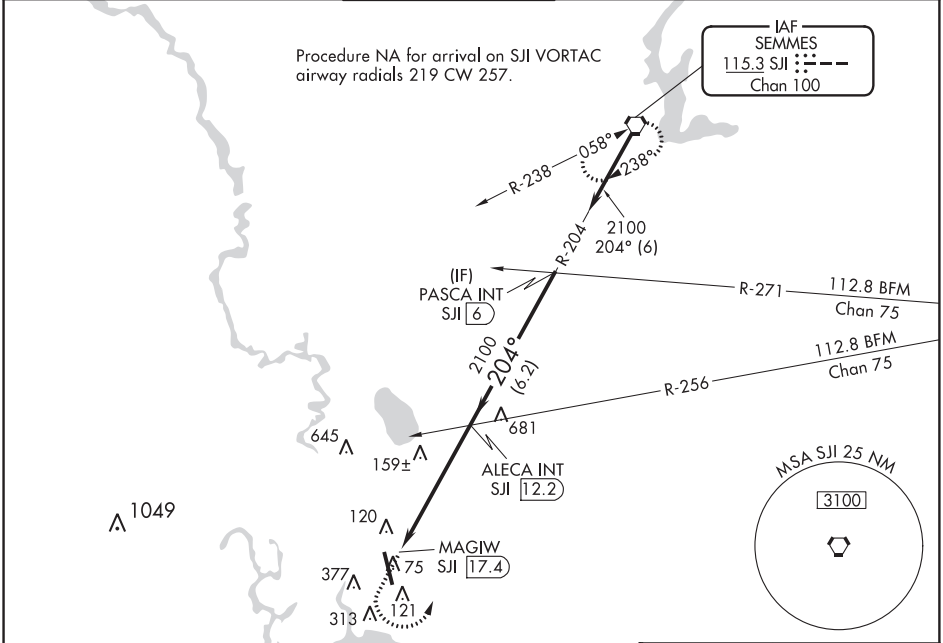 Procedure NA for arrival on SJI VORTAC
airway radials 219 CW 257.
IAF
SEMMES
115.3 SJI
Chan 100
058°
R-238
238°
2100
204° (6)
R-204
(IF)
PASCA INT
SJI 6
R-271
112.8 BFM
Chan 75
2100
204°
(6.2)
112.8 BFM
Chan 75
R-256
681
645
159±
ALECA INT
SJI 12.2
MSA SJI 25 NM
3100
1049
120
MAGIW
SJI 17.4
75
377
121
313